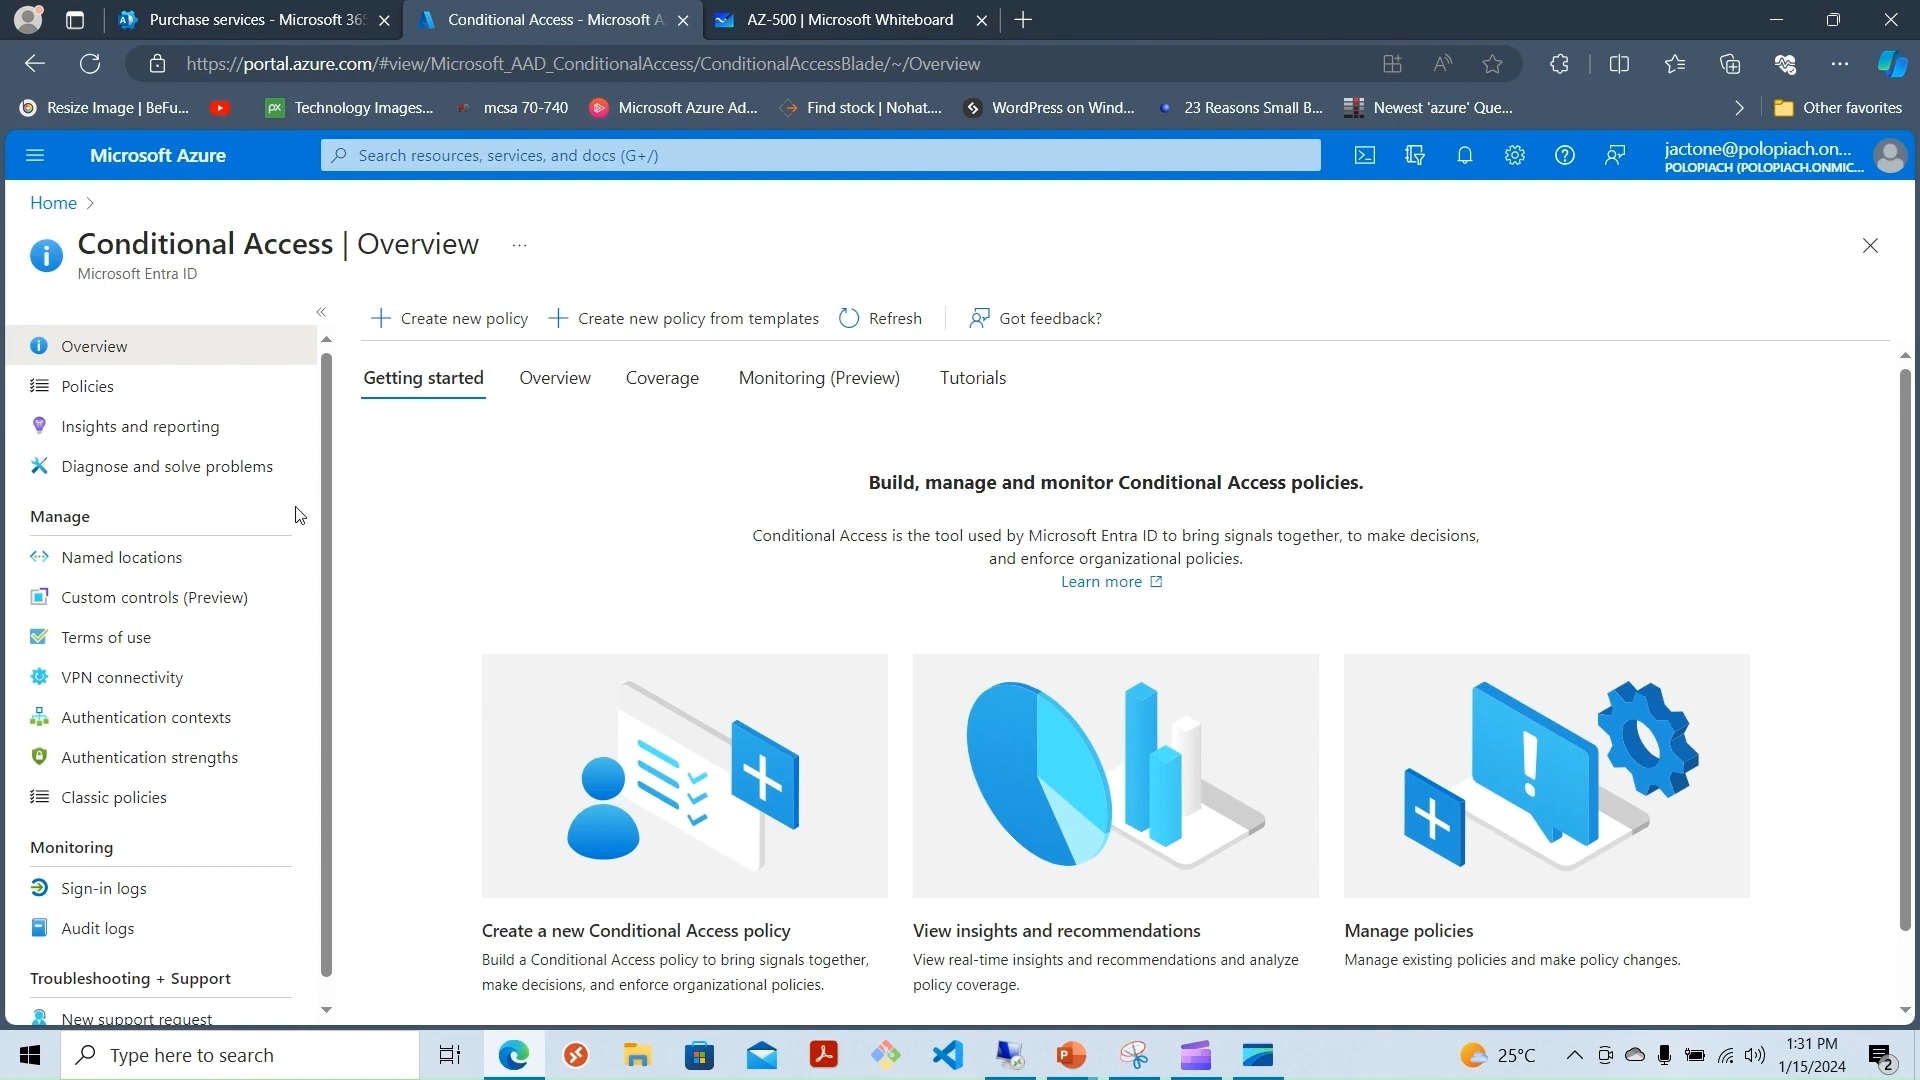 Purchase services - Microsoft 36
Conditional Access - Microsoft A
AZ-500 | Microsoft Whiteboard
https://portal.azure.com/#view/Microsoft_AAD_ConditionalAccess/ConditionalAccessBlade/~/Overview
Resize Image | BeFu...
Technology Images...
mcsa 70-740
Microsoft Azure Ad...
Find stock | Nohat....
WordPress on Wind...
23 Reasons Small B...
Newest 'azure' Que...
Other favorites
Microsoft Azure
Search resources, services, and docs (G+/)
jactone@polopiach.on...
POLOPIACH (POLOPIACH.ONMIC...
Home
Conditional Access | Overview
Microsoft Entra ID
Create new policy
Create new policy from templates
Refresh
Got feedback?
Overview
Policies
Insights and reporting
Diagnose and solve problems
Manage
Named locations
Custom controls (Preview)
Terms of use
VPN connectivity
Authentication contexts
Authentication strengths
Classic policies
Monitoring
Sign-in logs
Audit logs
Troubleshooting + Support
New support request
Getting started
Overview
Coverage
Monitoring (Preview)
Tutorials
Build, manage and monitor Conditional Access policies.
Conditional Access is the tool used by Microsoft Entra ID to bring signals together, to make decisions,
and enforce organizational policies.
Learn more
Create a new Conditional Access policy
Build a Conditional Access policy to bring signals together,
make decisions, and enforce organizational policies.
View insights and recommendations
View real-time insights and recommendations and analyze
policy coverage.
Manage policies
Manage existing policies and make policy changes.
Type here to search
25°C
1:31 PM
1/15/2024
2